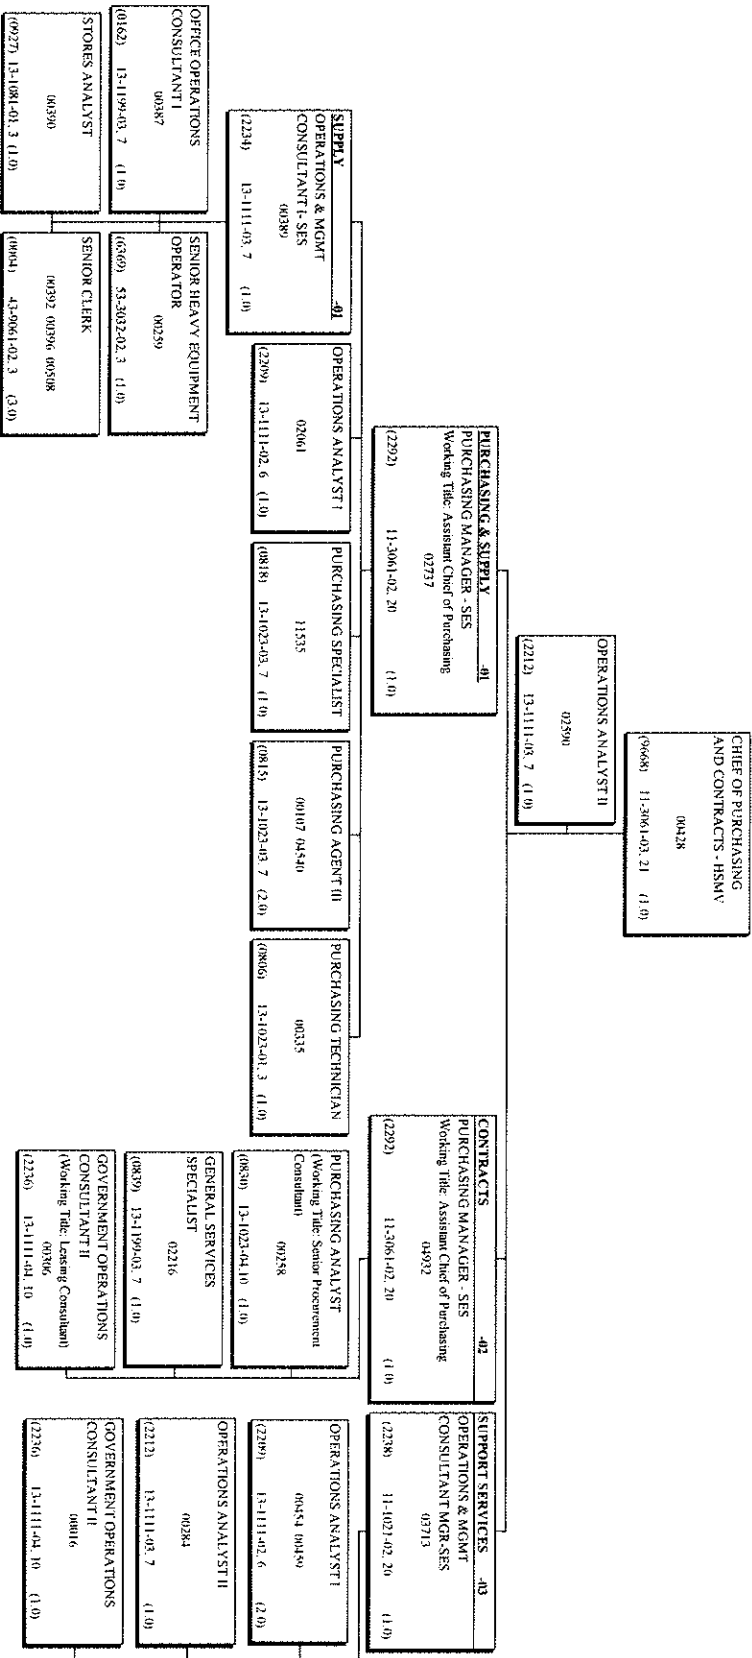 CHIEF OF PURCHASING
AND CONTRACTS - HSMV
00428
(9668) 11-3061-03, 21 (1.0)
OPERATIONS ANALYST II
02590
(2212) 13-1111-03, 7 (1.0)
PURCHASING & SUPPLY -01
PURCHASING MANAGER - SES
Working Title: Assistant Chief of Purchasing
02737
(2292) 11-3061-02, 20 (1.0)
CONTRACTS -02
PURCHASING MANAGER - SES
Working Title: Assistant Chief of Purchasing
04932
(2292) 11-3061-02, 20 (1.0)
SUPPORT SERVICES -03
OPERATIONS & MGMT
CONSULTANT MGR-SES
03713
(2238) 11-1021-02, 20 (1.0)
SUPPLY -01
OPERATIONS & MGMT
CONSULTANT I- SES
00389
(2234) 13-1111-03, 7 (1.0)
OPERATIONS ANALYST I
02061
(2209) 13-1111-02, 6 (1.0)
PURCHASING SPECIALIST
11535
(0818) 13-1023-03, 7 (1.0)
PURCHASING AGENT III
00107 04540
(0815) 13-1023-03, 7 (2.0)
PURCHASING TECHNICIAN
00335
(0806) 13-1023-01, 3 (1.0)
PURCHASING ANALYST
(Working Title: Senior Procurement
Consultant)
00258
(0830) 13-1023-04,10 (1.0)
OPERATIONS ANALYST I
00454 00459
(2209) 13-1111-02, 6 (2.0)
OFFICE OPERATIONS
CONSULTANT I
00387
(0162) 13-1199-03, 7 (1.0)
SENIOR HEAVY EQUIPMENT
OPERATOR
00259
(6369) 53-3032-02, 3 (1.0)
GENERAL SERVICES
SPECIALIST
02216
(0839) 13-1199-03, 7 (1.0)
OPERATIONS ANALYST II
00284
(2212) 13-1111-03, 7 (1.0)
STORES ANALYST
00390
(0927) 13-1081-01, 3 (1.0)
SENIOR CLERK
00392 00396 00508
(0004) 43-9061-02, 3 (3.0)
GOVERNMENT OPERATIONS
CONSULTANT II
(Working Title: Leasing Consultant)
00306
(2236) 13-1111-04, 10 (1.0)
GOVERNMENT OPERATIONS
CONSULTANT II
00016
(2236) 13-1111-04, 10 (1.0)